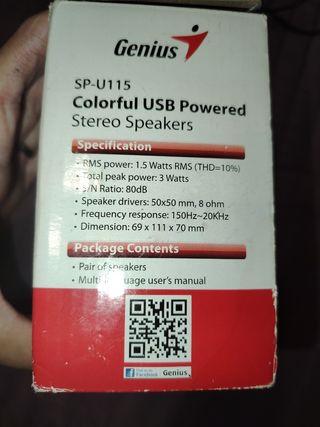 Genius
SP-U115
Colorful USB Powered
Stereo Speakers
Specification
• RMS power: 1.5 Watts RMS (THD=10%)
• Total peak power: 3 Watts
• S/N Ratio: 80dB
• Speaker drivers: 50x50 mm, 8 ohm
• Frequency response: 150Hz~20KHz
• Dimension: 69 x 111 x 70 mm
Package Contents
• Pair of speakers
• Multi-language user's manual
Facebook Genius